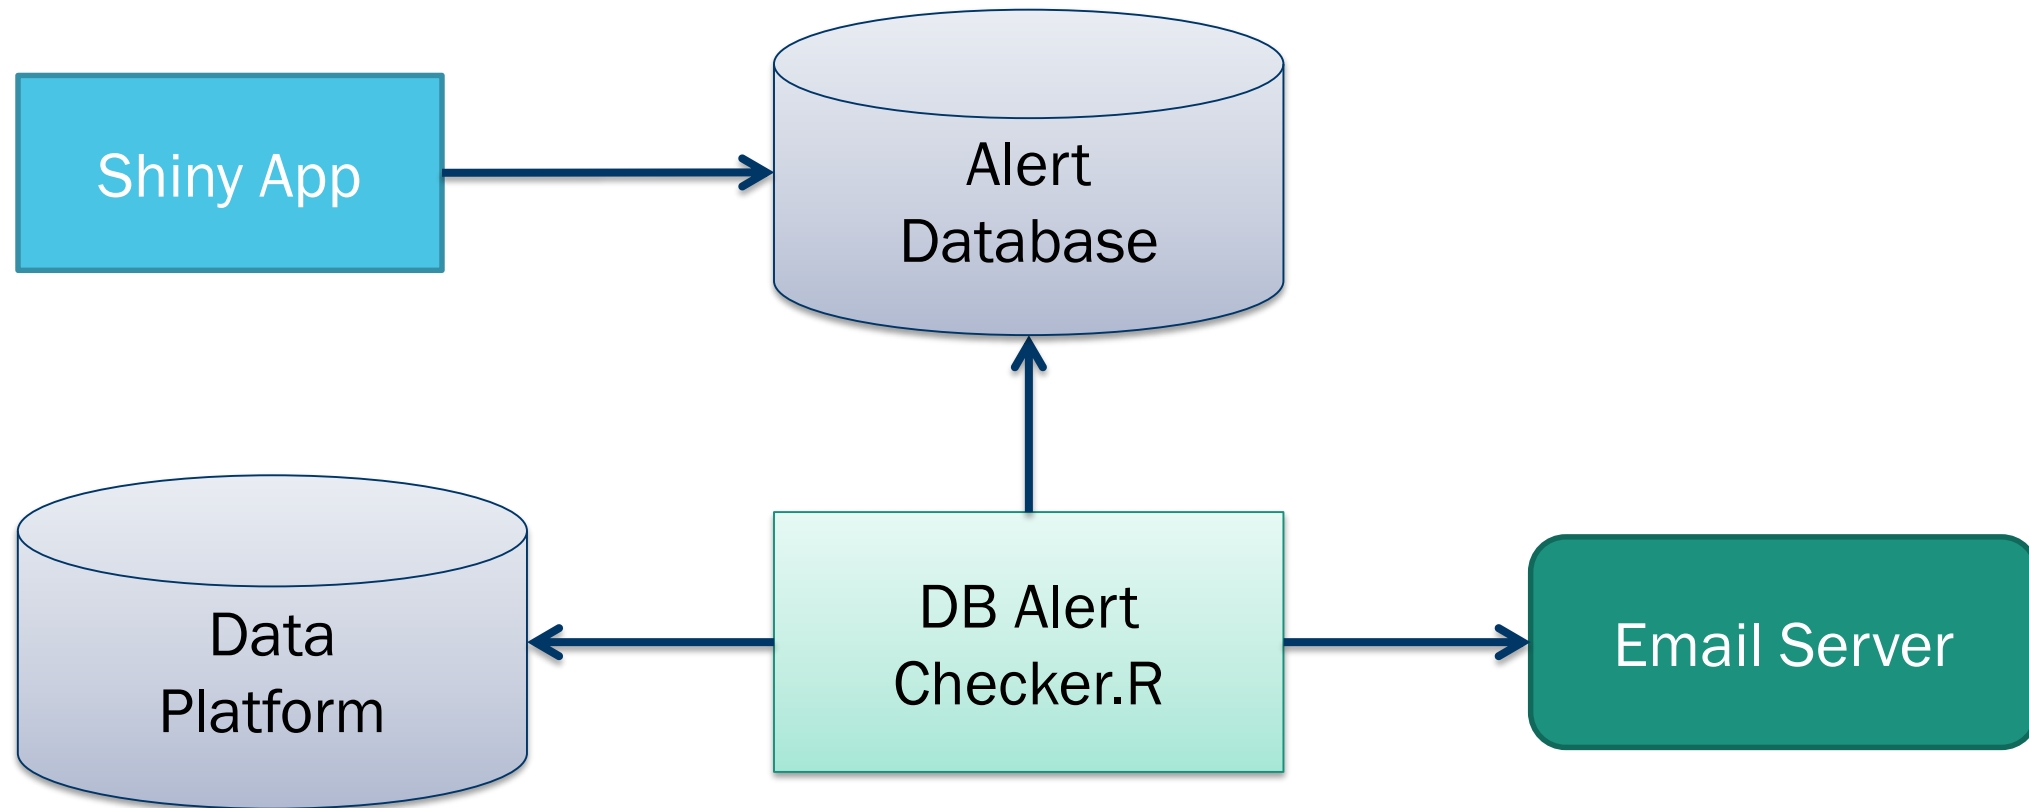 Shiny App
Alert
Database
Data
Platform
DB Alert
Checker.R
Email Server